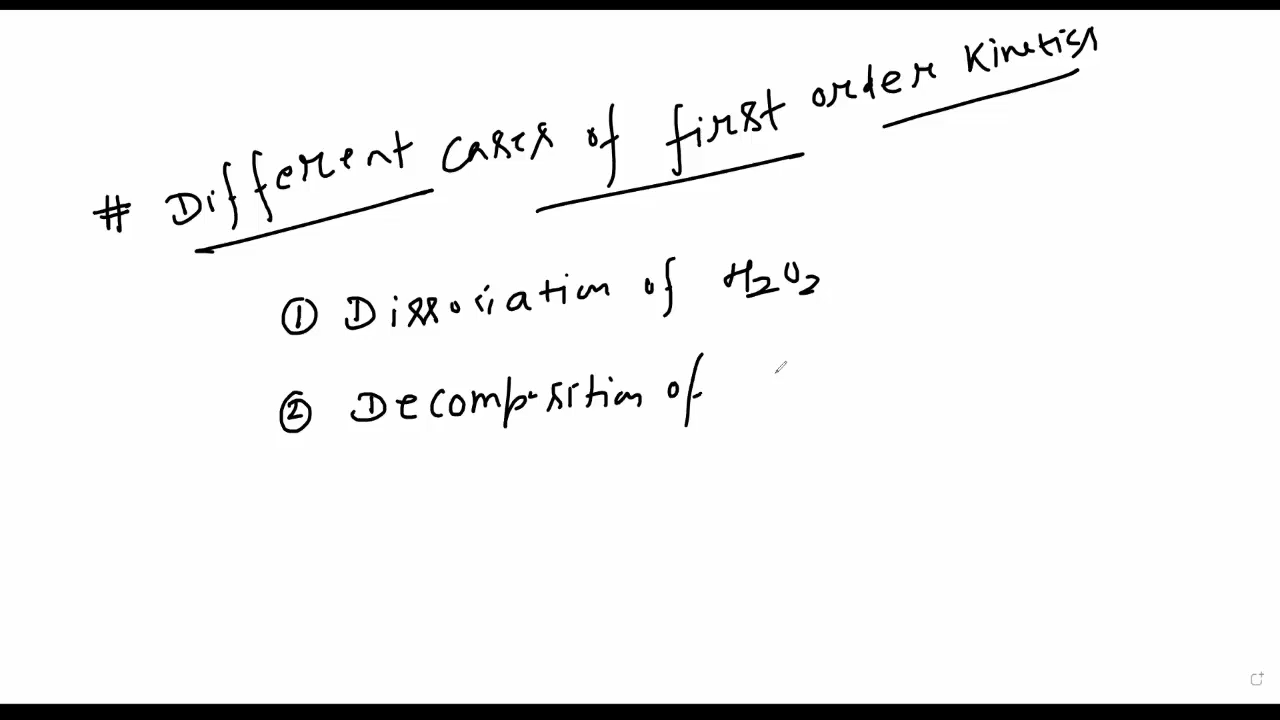 # Different cases of first order Kinetics
① Dissociation of H₂O₂
② Decomposition of